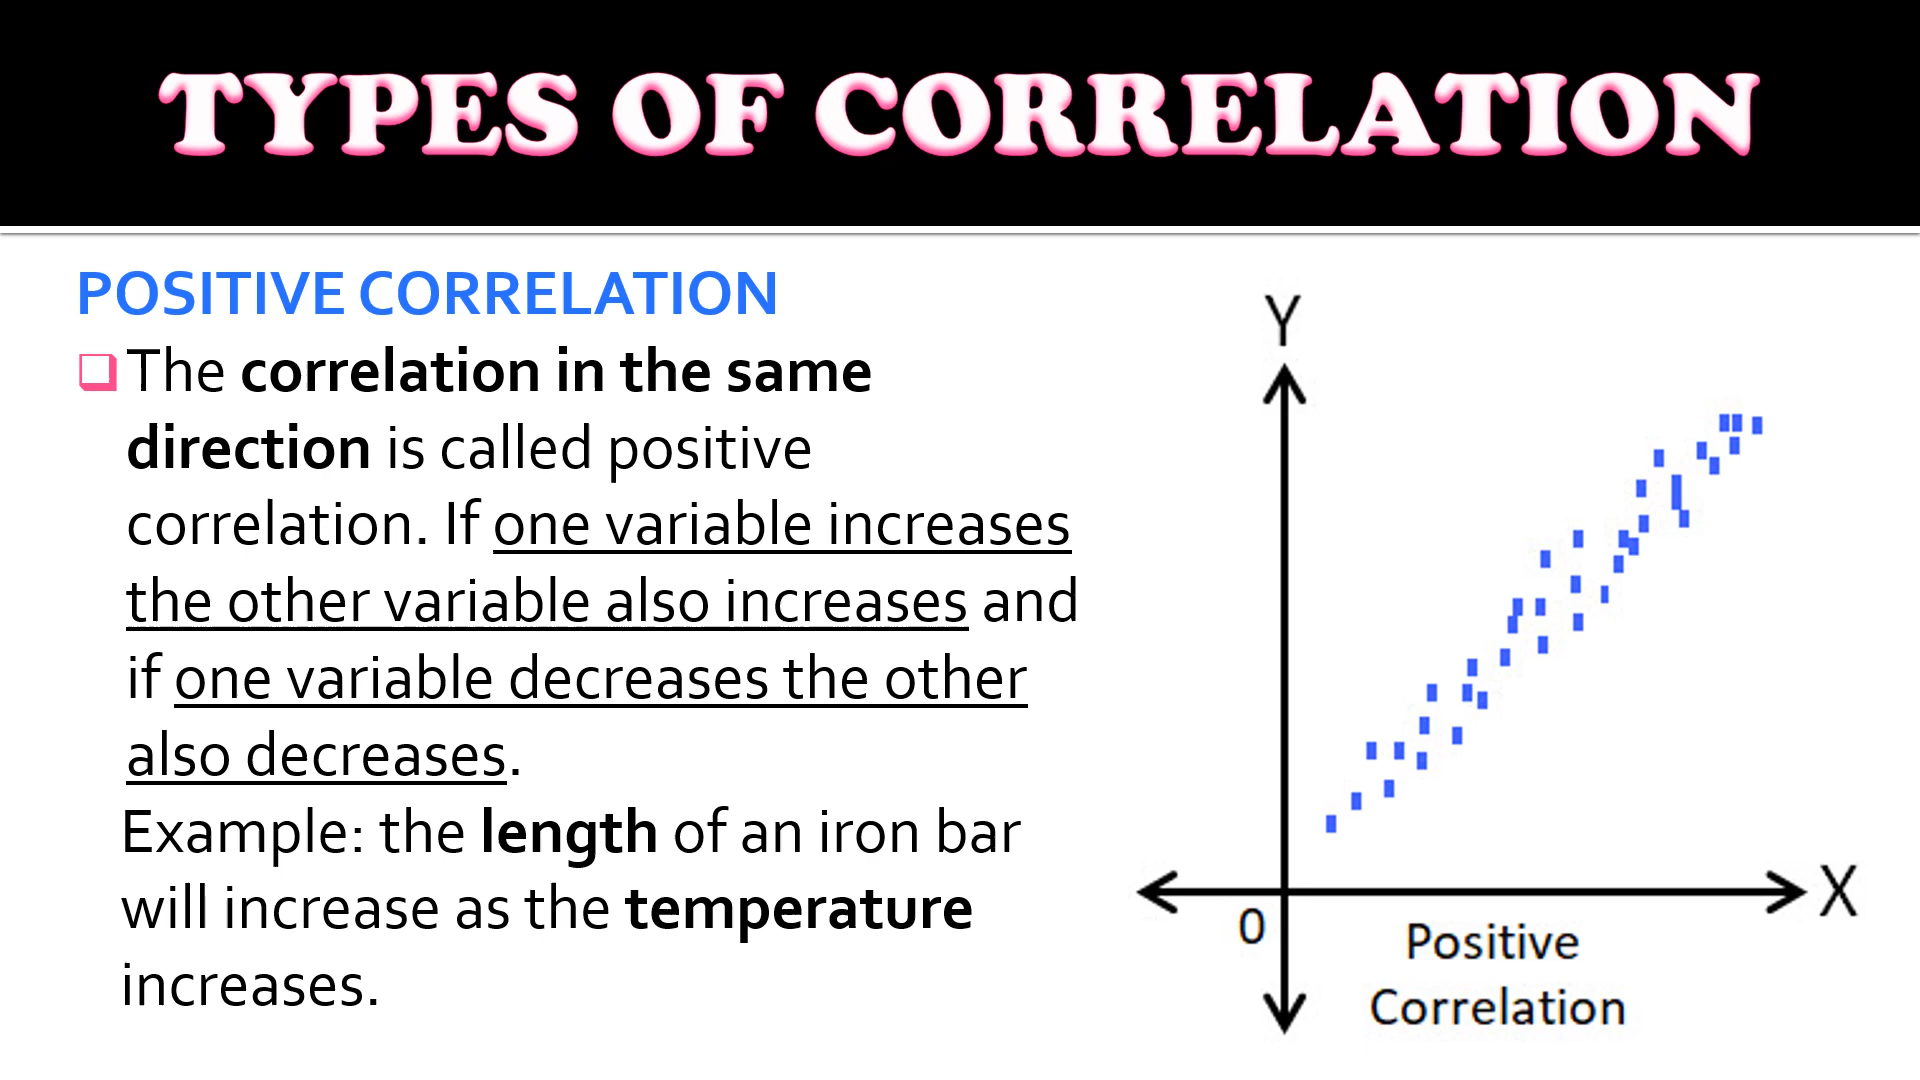 TYPES OF CORRELATION
POSITIVE CORRELATION
The correlation in the same
direction is called positive
correlation. If one variable increases
the other variable also increases and
if one variable decreases the other
also decreases.
Example: the length of an iron bar
will increase as the temperature
increases.
Y
X
0
Positive
Correlation